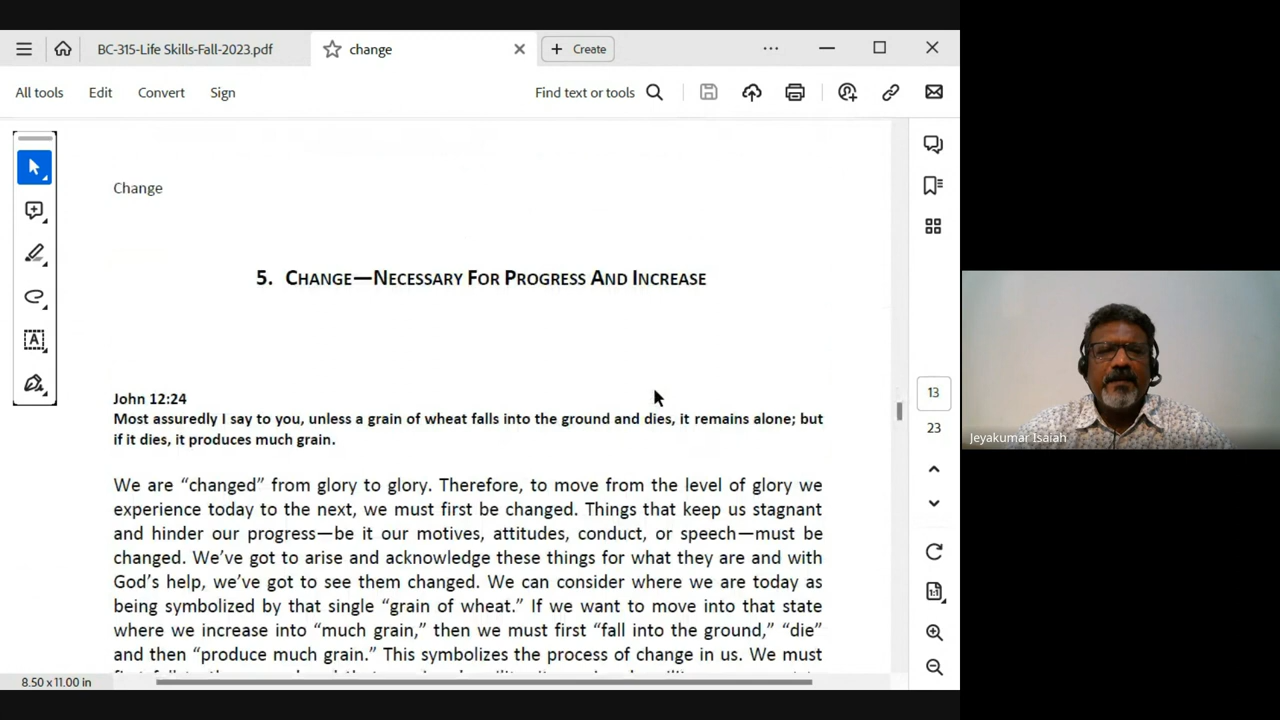 BC-315-Life Skills-Fall-2023.pdf
change
Create
All tools
Edit
Convert
Sign
Find text or tools
Change
5. CHANGE—NECESSARY FOR PROGRESS AND INCREASE
John 12:24
Most assuredly I say to you, unless a grain of wheat falls into the ground and dies, it remains alone; but
if it dies, it produces much grain.
We are “changed” from glory to glory. Therefore, to move from the level of glory we
experience today to the next, we must first be changed. Things that keep us stagnant
and hinder our progress—be it our motives, attitudes, conduct, or speech—must be
changed. We’ve got to arise and acknowledge these things for what they are and with
God’s help, we’ve got to see them changed. We can consider where we are today as
being symbolized by that single “grain of wheat.” If we want to move into that state
where we increase into “much grain,” then we must first “fall into the ground,” “die”
and then “produce much grain.” This symbolizes the process of change in us. We must
13
23
1:1
8.50 x 11.00 in
Jeyakumar Isaiah